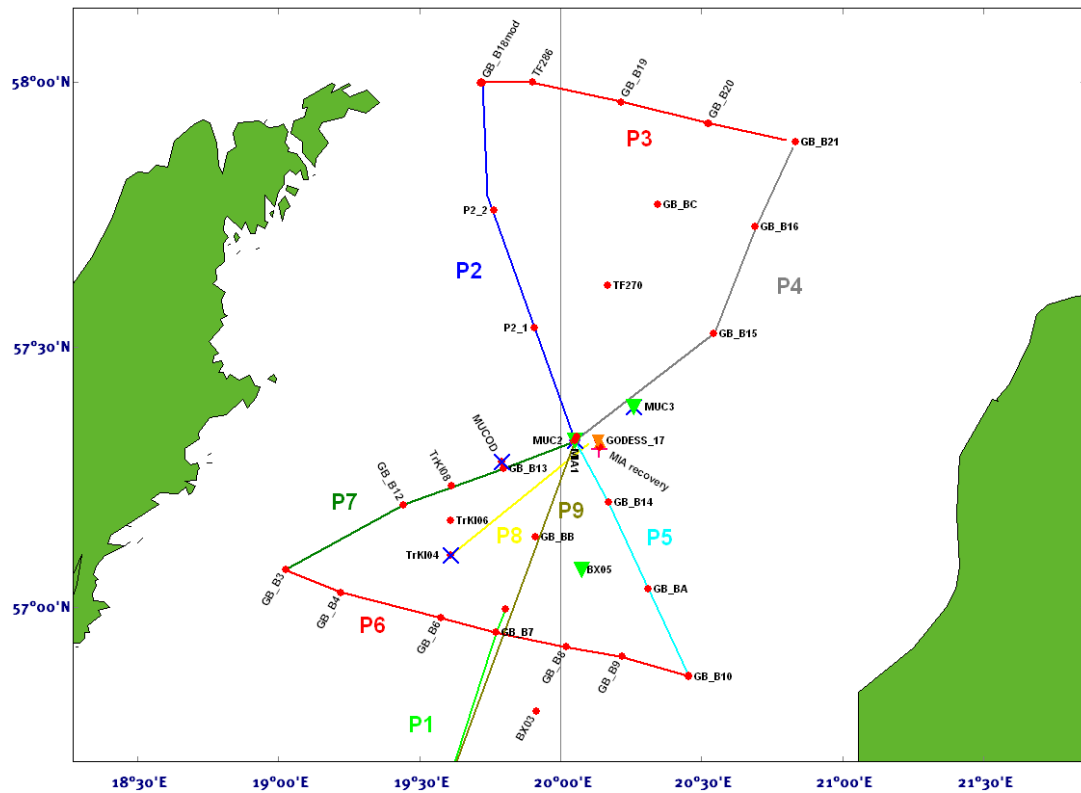 GB_B18mod
TF286
58°00'N
GB_B19
GB_B20
P3
GB_B21
GB_BC
P2_2
GB_B16
P2
TF270
P4
P2_1
GB_B15
57°30'N
MUC3
MUC2
GODESS_17
MUCOD
MIA1
MIA recovery
GB_B13
TrKI08
GB_B12
P7
GB_B14
P9
TrKI06
P8
GB_BB
P5
TrKI04
BX05
GB_B3
GB_BA
57°00'N
GB_B4
P6
GB_B6
GB_B7
GB_B8
GB_B9
GB_B10
P1
BX03
18°30'E
19°00'E
19°30'E
20°00'E
20°30'E
21°00'E
21°30'E